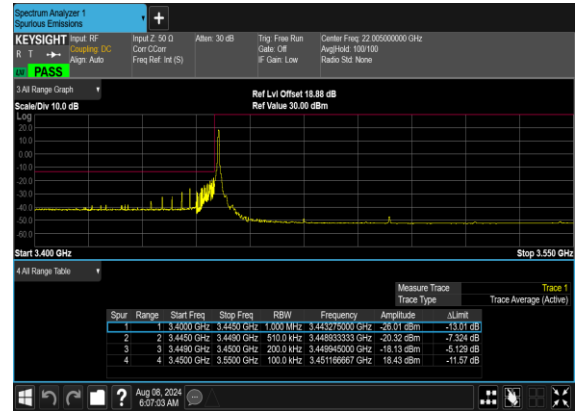 Spectrum Analyzer 1
Spurious Emissions
KEYSIGHT Input: RF Input Z: 50 Ω Atten: 30 dB Trig: Free Run Center Freq: 22.005000000 GHz
R T Coupling: DC Corr CCorr Gate: Off Avg|Hold: 100/100
Align: Auto Freq Ref: Int (S) IF Gain: Low Radio Std: None
PASS
3 All Range Graph
Ref Lvl Offset 18.88 dB
Scale/Div 10.0 dB Ref Value 30.00 dBm
Log
20.0
10.0
0.00
-10.0
-20.0
-30.0
-40.0
-50.0
-60.0
Start 3.400 GHz Stop 3.550 GHz
4 All Range Table
Measure Trace Trace 1
Trace Type Trace Average (Active)
Spur Range Start Freq Stop Freq RBW Frequency Amplitude ΔLimit
1 1 3.4000 GHz 3.4450 GHz 1.000 MHz 3.443275000 GHz -26.01 dBm -13.01 dB
2 2 3.4450 GHz 3.4490 GHz 510.0 kHz 3.448933333 GHz -20.32 dBm -7.324 dB
3 3 3.4490 GHz 3.4500 GHz 200.0 kHz 3.449945000 GHz -18.13 dBm -5.129 dB
4 4 3.4500 GHz 3.5500 GHz 100.0 kHz 3.451166667 GHz 18.43 dBm -11.57 dB
? Aug 08, 2024
6:07:03 AM